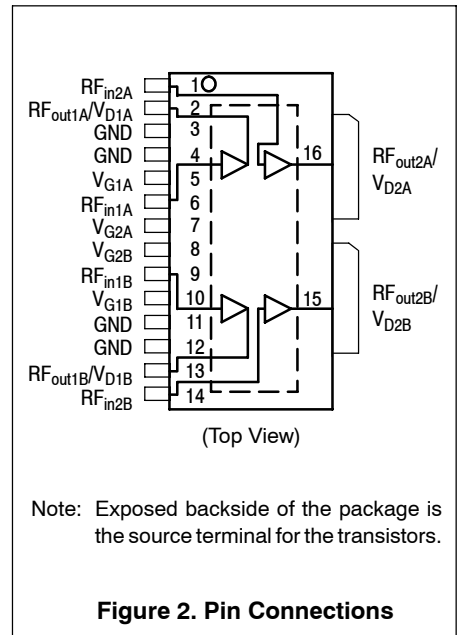 RFin2A 1
RFout1A/VD1A 2
GND 3
GND 4
VG1A 5
RFin1A 6
VG2A 7
VG2B 8
RFin1B 9
VG1B 10
GND 11
GND 12
RFout1B/VD1B 13
RFin2B 14
16 RFout2A/
VD2A
15 RFout2B/
VD2B
(Top View)
Note: Exposed backside of the package is
the source terminal for the transistors.
Figure 2. Pin Connections